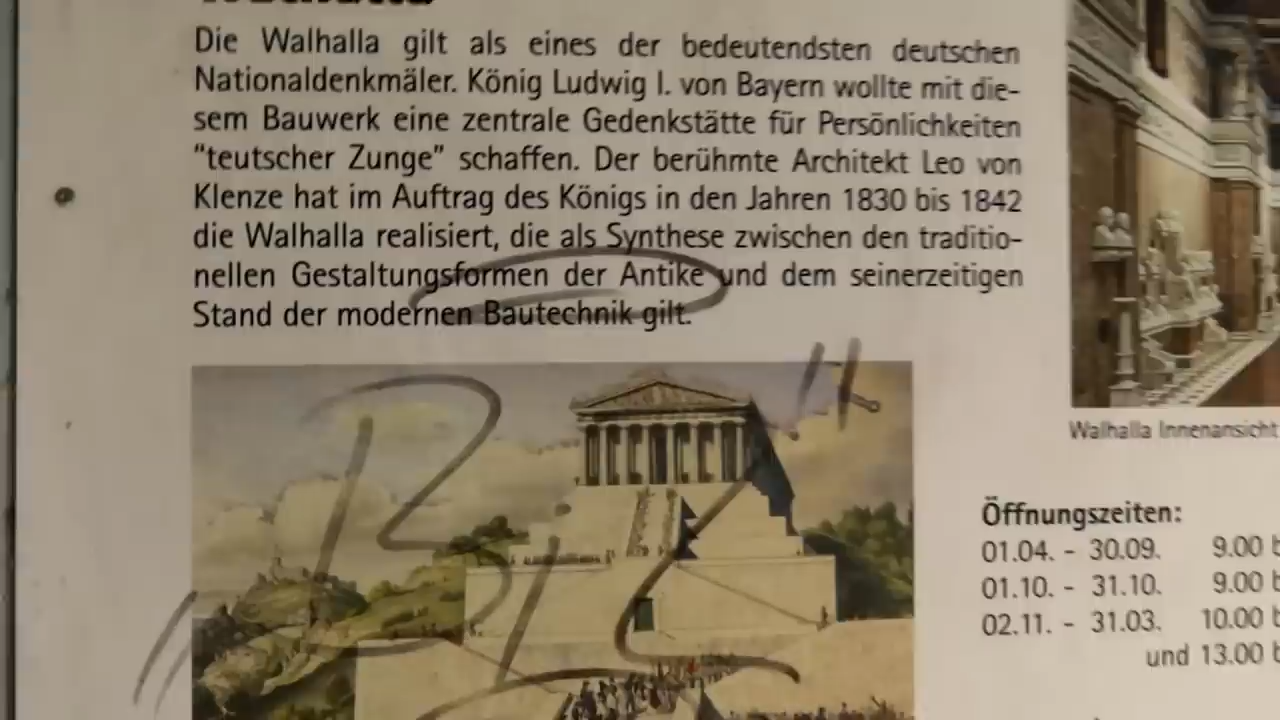 Die Walhalla gilt als eines der bedeutendsten deutschen
Nationaldenkmäler. König Ludwig I. von Bayern wollte mit die-
sem Bauwerk eine zentrale Gedenkstätte für Persönlichkeiten
"teutscher Zunge" schaffen. Der berühmte Architekt Leo von
Klenze hat im Auftrag des Königs in den Jahren 1830 bis 1842
die Walhalla realisiert, die als Synthese zwischen den traditio-
nellen Gestaltungsformen der Antike und dem seinerzeitigen
Stand der modernen Bautechnik gilt.
Walhalla Innenansicht
Öffnungszeiten:
01.04. - 30.09. 9.00 b
01.10. - 31.10. 9.00 b
02.11. - 31.03. 10.00 b
und 13.00 b